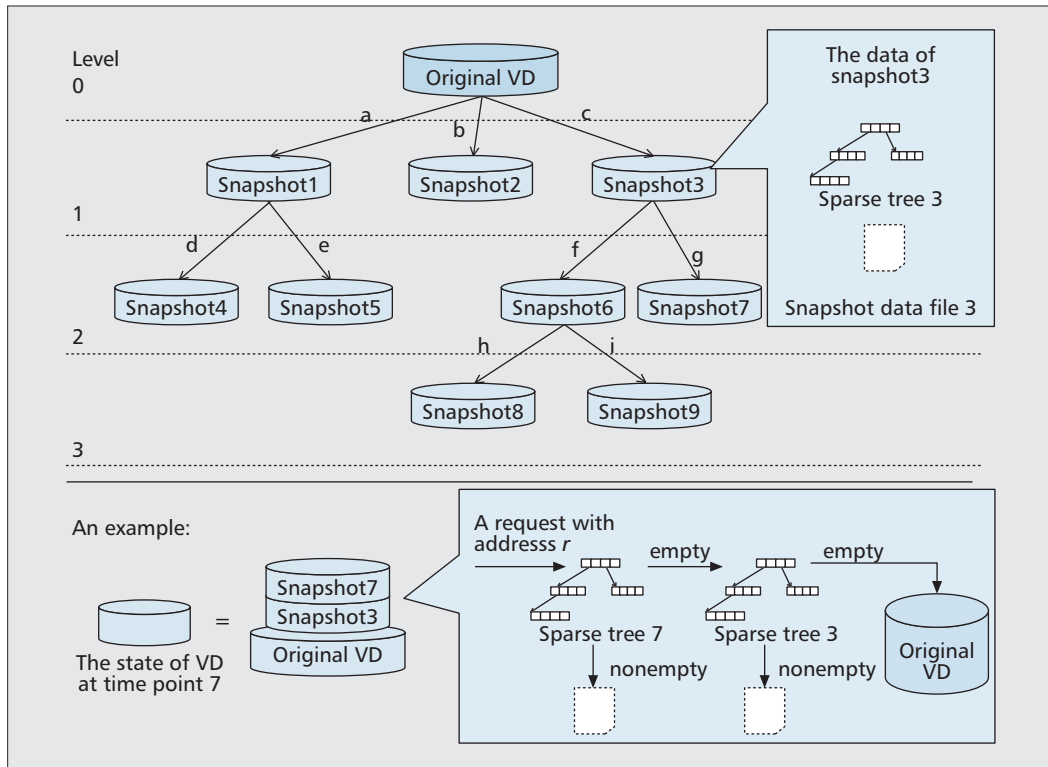 Level
0
Original VD
a
b
c
The data of
snapshot3
Snapshot1
Snapshot2
Snapshot3
Sparse tree 3
1
d
e
f
g
Snapshot4
Snapshot5
Snapshot6
Snapshot7
Snapshot data file 3
2
h
i
Snapshot8
Snapshot9
3
An example:
Snapshot7
Snapshot3
Original VD
=
The state of VD
at time point 7
A request with
addresss r
empty
empty
Sparse tree 7
Sparse tree 3
nonempty
nonempty
Original
VD